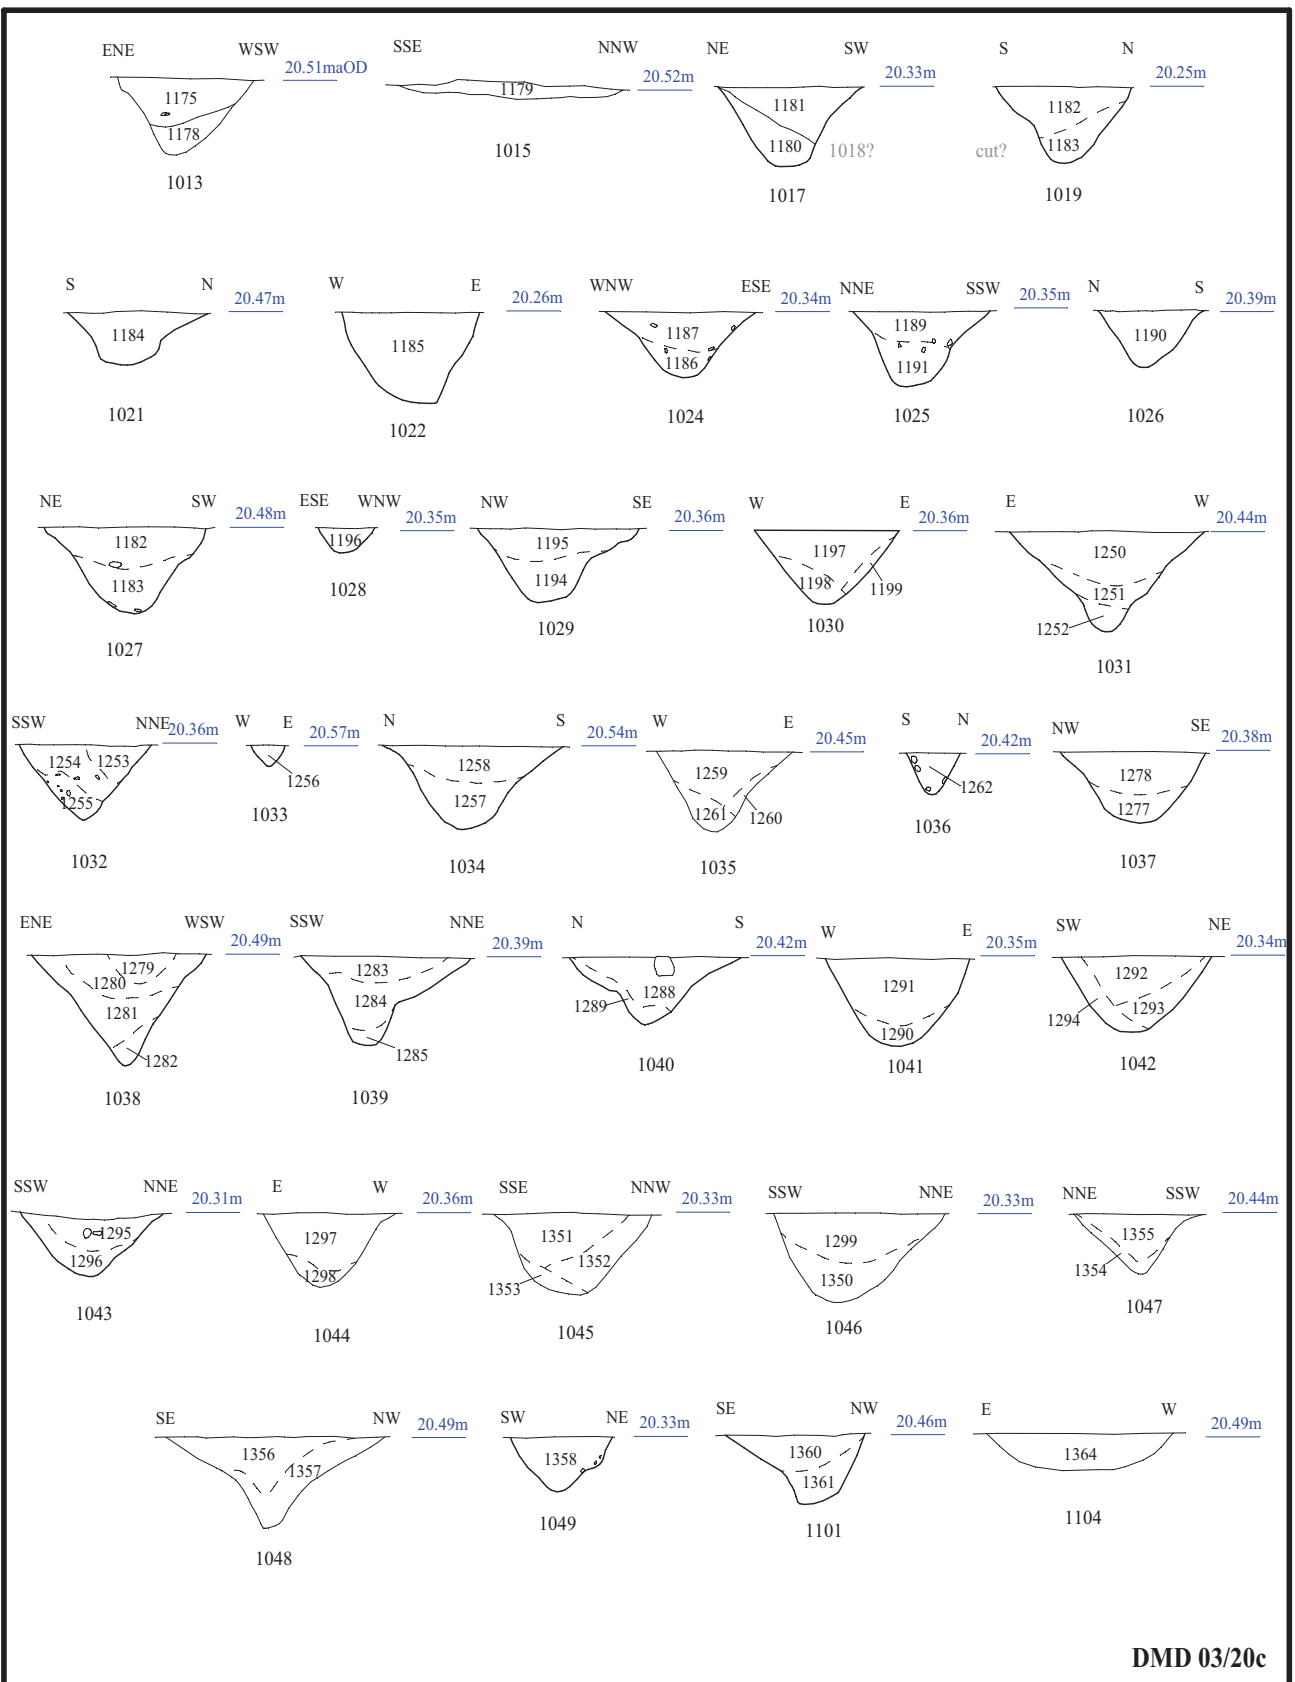 ENE WSW 20.51maOD SSE NNW 20.52m NE SW 20.33m S N 20.25m
1175 1179 1181 1182
1178 1180 1018? cut? 1183
1013 1015 1017 1019
S N 20.47m W E 20.26m WNW ESE 20.34m NNE SSW 20.35m N S 20.39m
1184 1185 1187 1189 1190
1186 1191
1021 1022 1024 1025 1026
NE SW 20.48m ESE WNW 20.35m NW SE 20.36m W E 20.36m E W 20.44m
1182 1196 1195 1197 1250
1183 1194 1198 1199 1251
1252
1027 1028 1029 1030 1031
SSW NNE 20.36m W E 20.57m N S 20.54m W E 20.45m S N 20.42m NW SE 20.38m
1254 1253 1256 1258 1259 1262 1278
1255 1257 1261 1260 1277
1032 1033 1034 1035 1036 1037
ENE WSW 20.49m SSW NNE 20.39m N S 20.42m W E 20.35m SW NE 20.34m
1279 1283 1288 1291 1292
1280 1284 1289 1290 1293
1281 1285 1294
1282
1038 1039 1040 1041 1042
SSW NNE 20.31m E W 20.36m SSE NNW 20.33m SSW NNE 20.33m NNE SSW 20.44m
1295 1297 1351 1299 1355
1296 1298 1352 1350 1354
1353
1043 1044 1045 1046 1047
SE NW 20.49m SW NE 20.33m SE NW 20.46m E W 20.49m
1356 1358 1360 1364
1357 1361
1048 1049 1101 1104
DMD 03/20c